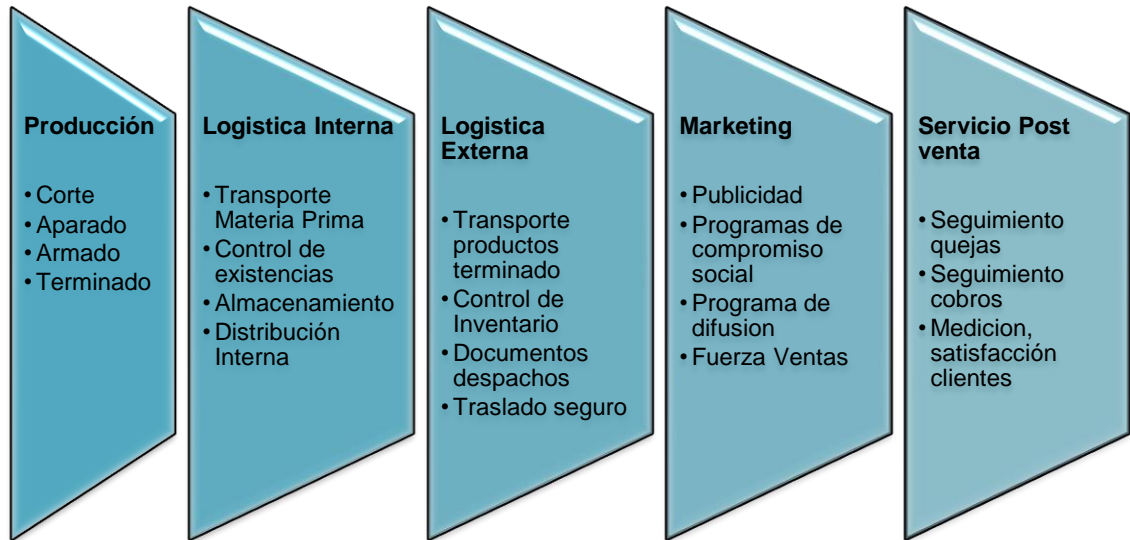 Producción
• Corte
• Aparado
• Armado
• Terminado
Logistica Interna
• Transporte
Materia Prima
• Control de
existencias
• Almacenamiento
• Distribución
Interna
Logistica
Externa
• Transporte
productos
terminado
• Control de
Inventario
• Documentos
despachos
• Traslado seguro
Marketing
• Publicidad
• Programas de
compromiso
social
• Programa de
difusion
• Fuerza Ventas
Servicio Post
venta
• Seguimiento
quejas
• Seguimiento
cobros
• Medicion,
satisfacción
clientes